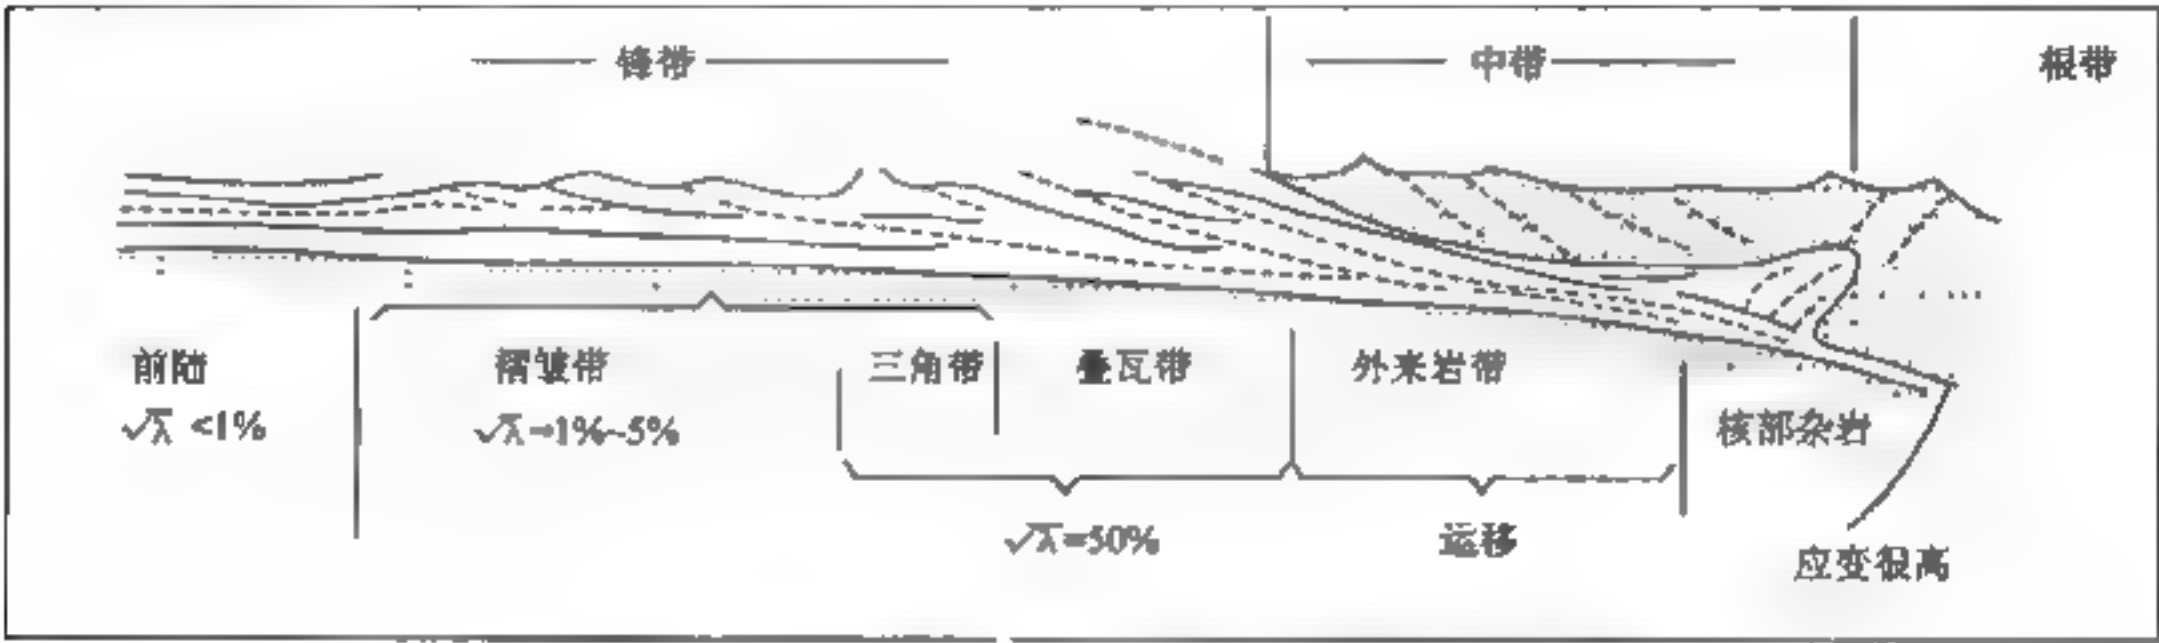 锋带 中带 根带
前陆 褶皱带 三角带 叠瓦带 外来岩带
√λ <1% √λ=1%~5% 核部杂岩
√λ=50% 运移
应变很高